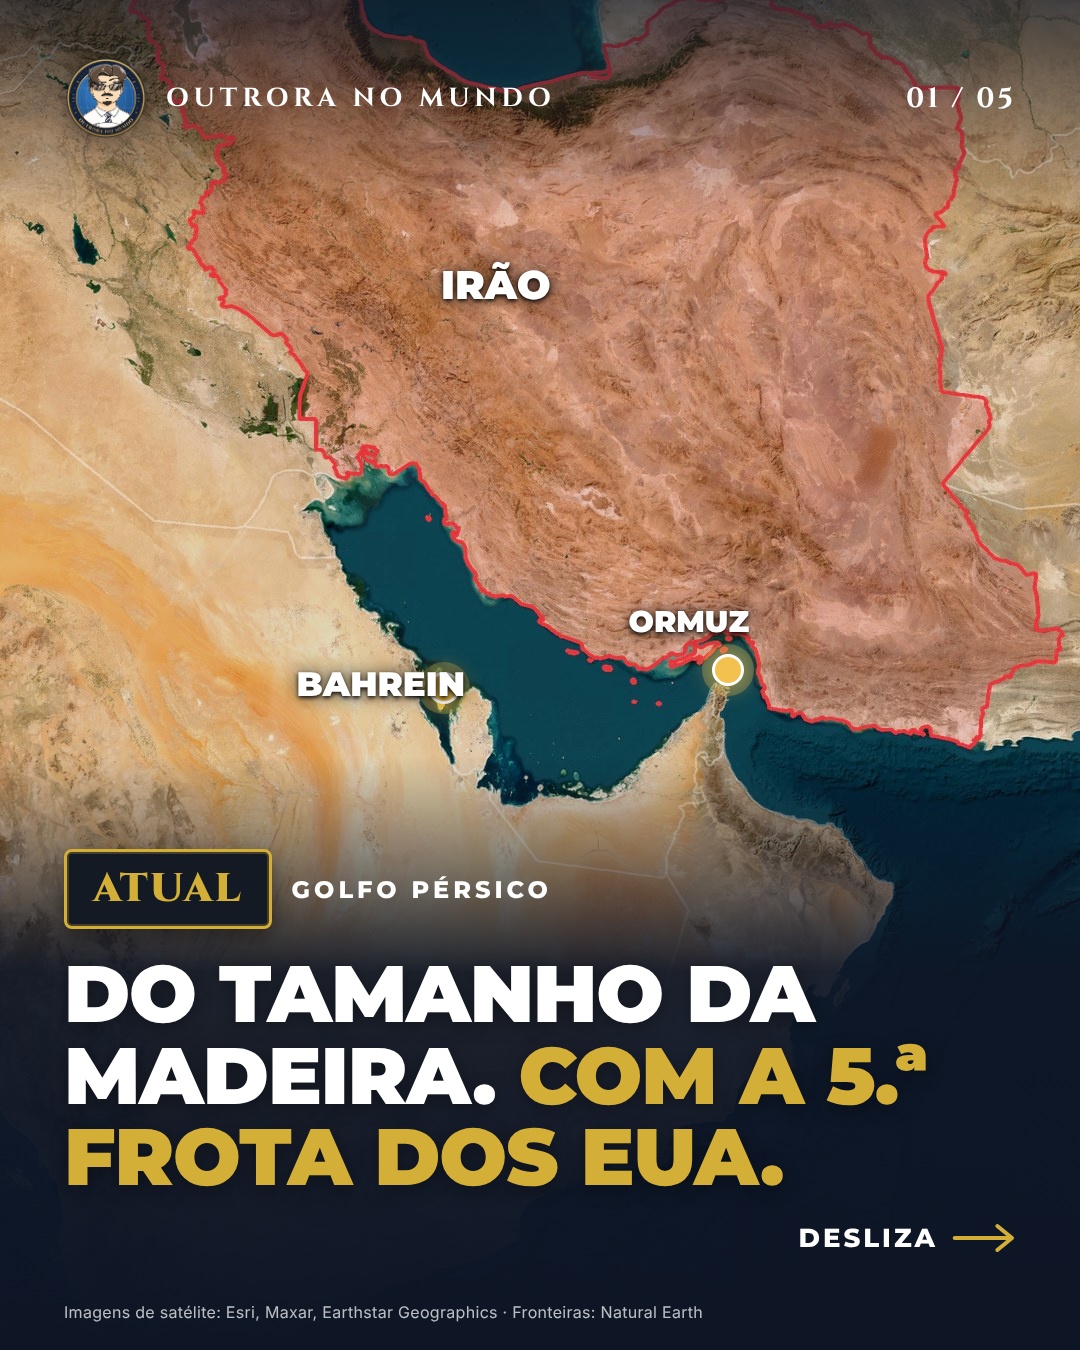 OUTRORA NO MUNDO
01 / 05
IRÃO
ORMUZ
BAHREIN
ATUAL
GOLFO PÉRSICO
DO TAMANHO DA
MADEIRA. COM A 5.ª
FROTA DOS EUA.
DESLIZA
Imagens de satélite: Esri, Maxar, Earthstar Geographics · Fronteiras: Natural Earth